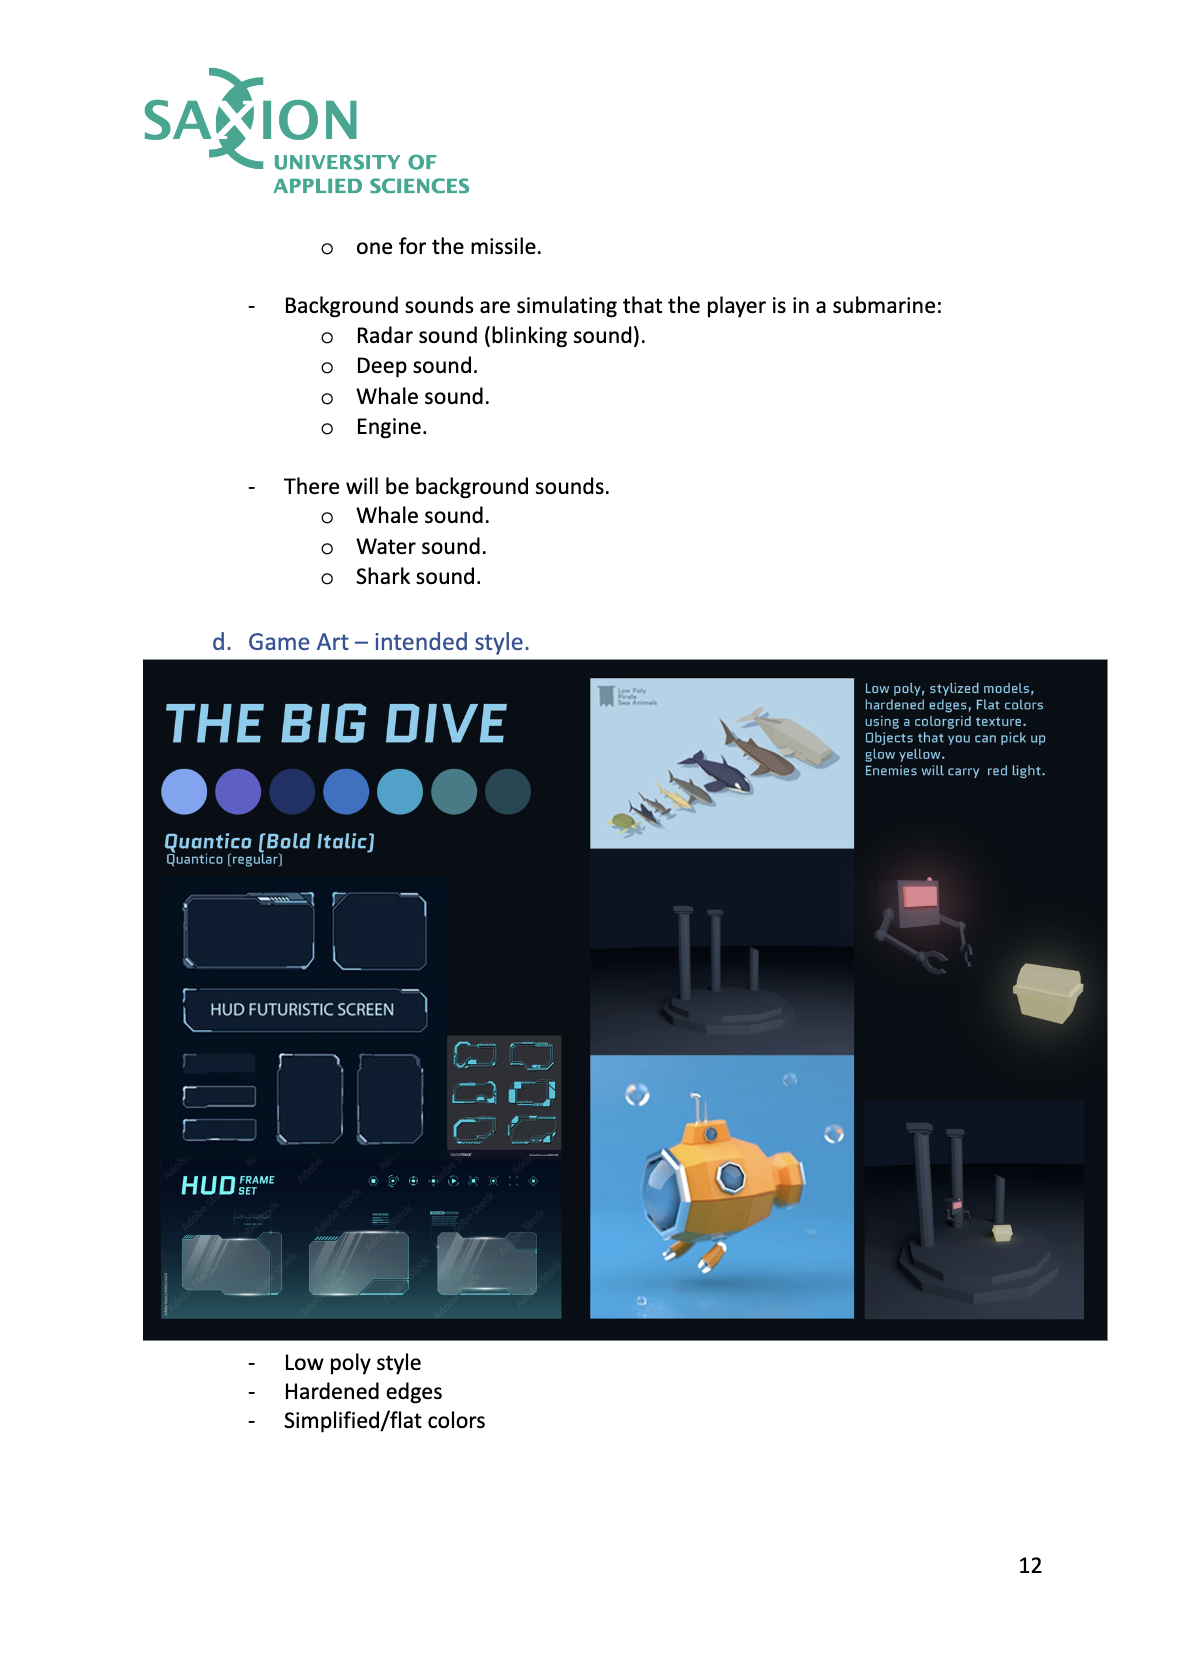 SAXION
UNIVERSITY OF
APPLIED SCIENCES
o one for the missile.
- Background sounds are simulating that the player is in a submarine:
o Radar sound (blinking sound).
o Deep sound.
o Whale sound.
o Engine.
- There will be background sounds.
o Whale sound.
o Water sound.
o Shark sound.
d. Game Art – intended style.
THE BIG DIVE
Quantico (Bold Italic)
Quantico (regular)
HUD FUTURISTIC SCREEN
HUD FRAME
SET
Low Poly
Pirate
Sea Animals
Low poly, stylized models,
hardened edges, Flat colors
using a colorgrid texture.
Objects that you can pick up
glow yellow.
Enemies will carry red light.
- Low poly style
- Hardened edges
- Simplified/flat colors
12